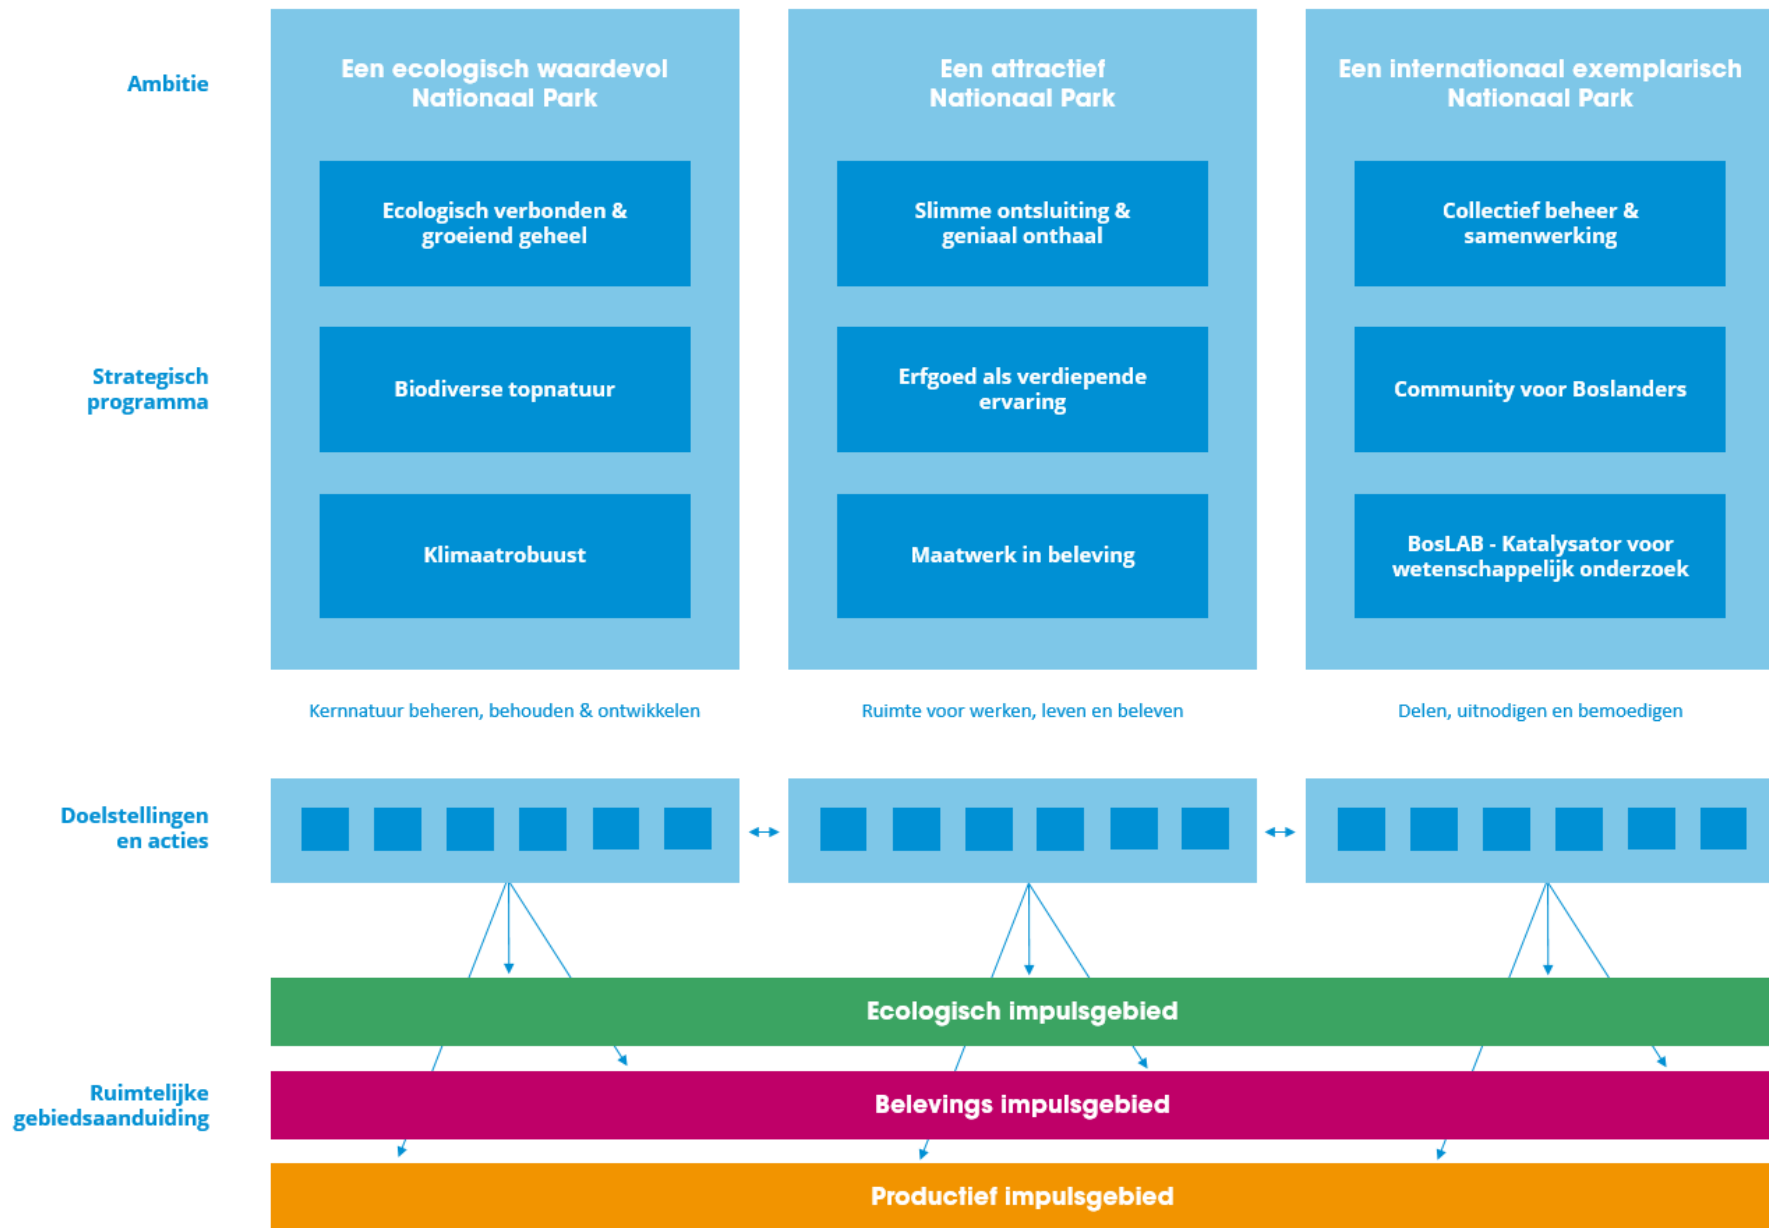 Ambitie
Een ecologisch waardevol
Nationaal Park
Een attractief
Nationaal Park
Een internationaal exemplarisch
Nationaal Park
Strategisch
programma
Ecologisch verbonden &
groeiend geheel
Slimme ontsluiting &
geniaal onthaal
Collectief beheer &
samenwerking
Biodiverse topnatuur
Erfgoed als verdiepende
ervaring
Community voor Boslanders
Klimaatrobuust
Maatwerk in beleving
BosLAB - Katalysator voor
wetenschappelijk onderzoek
Kernnatuur beheren, behouden & ontwikkelen
Ruimte voor werken, leven en beleven
Delen, uitnodigen en bemoedigen
Doelstellingen
en acties
Ruimtelijke
gebiedsaanduiding
Ecologisch impulsgebied
Belevings impulsgebied
Productief impulsgebied